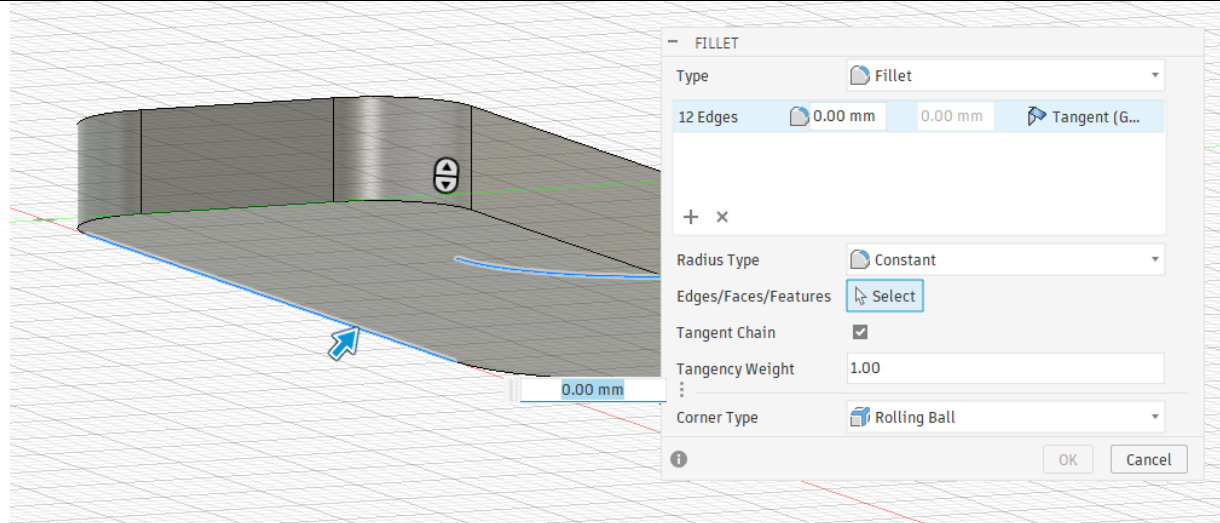 FILLET
Type
Fillet
12 Edges 0.00 mm 0.00 mm Tangent (G...
Radius Type
Constant
Edges/Faces/Features
Select
Tangent Chain
Tangency Weight
1.00
0.00 mm
Corner Type
Rolling Ball
OK
Cancel